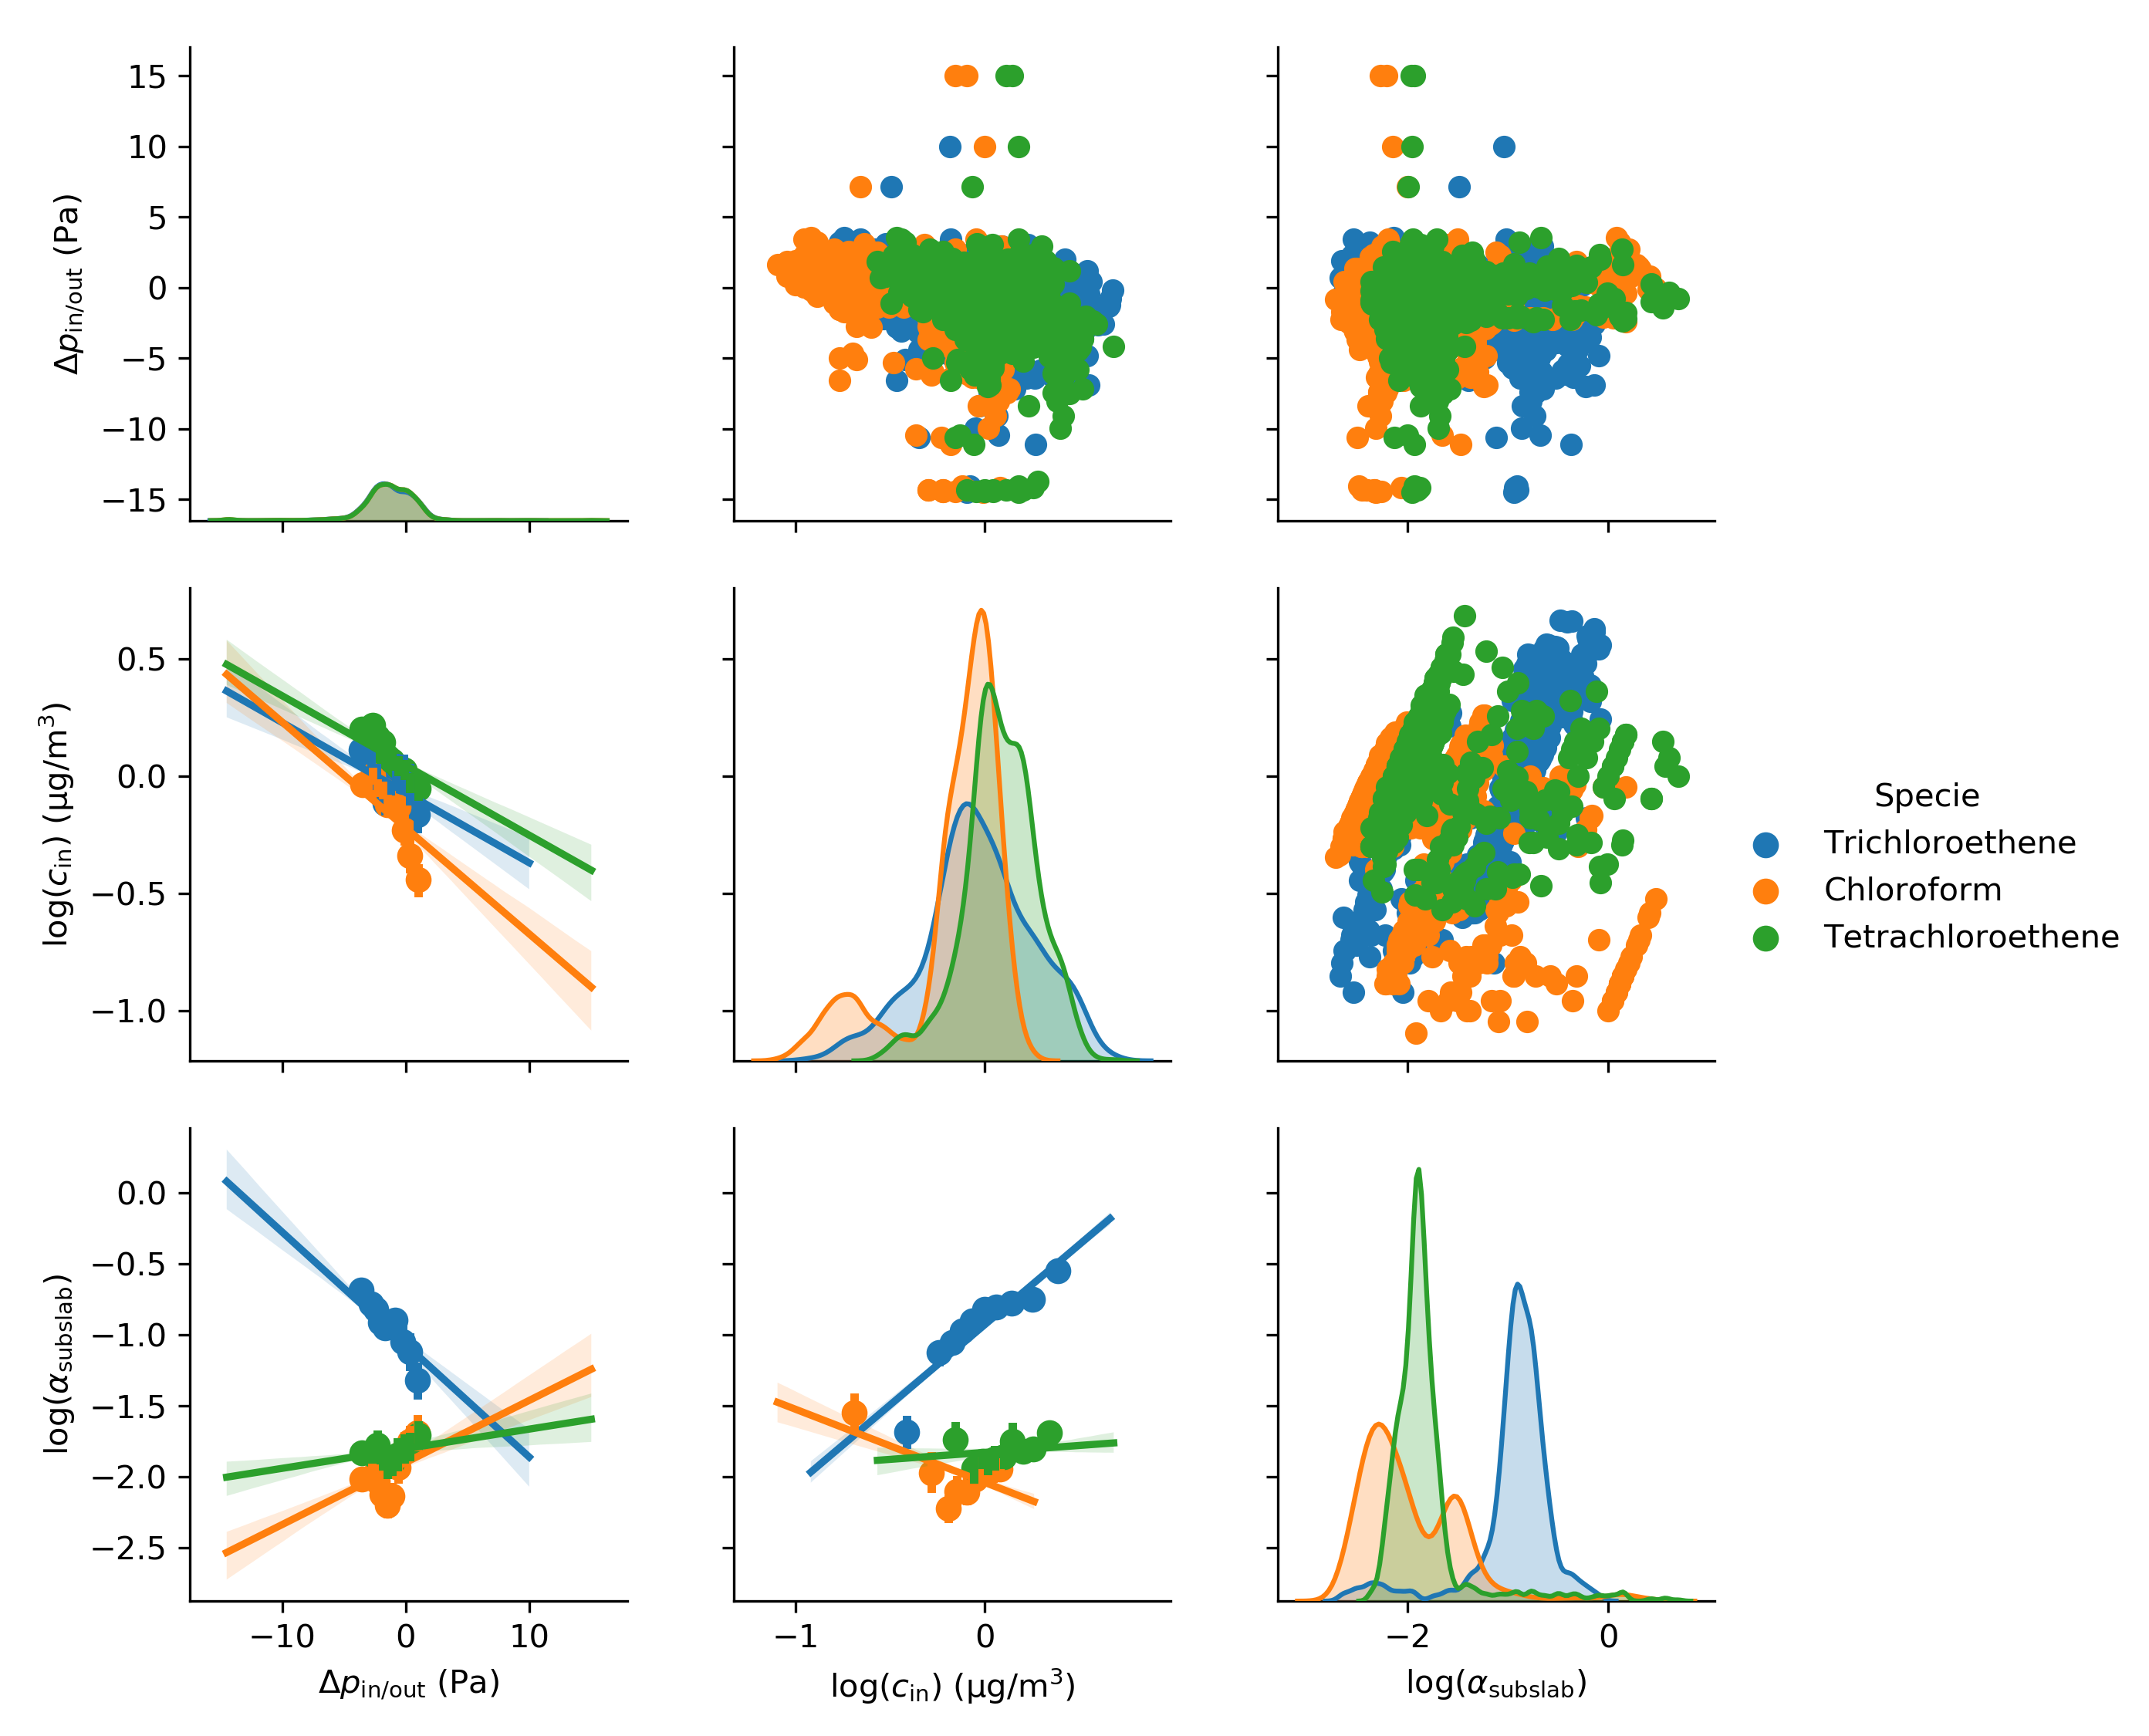 15
10
5
0
−5
−10
−15
Δp_in/out (Pa)
0.5
0.0
−0.5
−1.0
log(c_in) (µg/m³)
Specie
Trichloroethene
Chloroform
Tetrachloroethene
0.0
−0.5
−1.0
−1.5
−2.0
−2.5
log(α_subslab)
−10 0 10
−1 0
−2 0
Δp_in/out (Pa)
log(c_in) (µg/m³)
log(α_subslab)